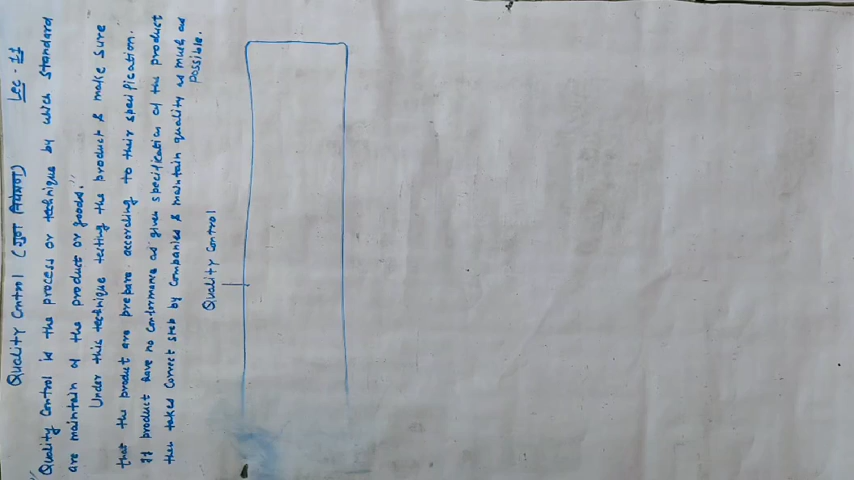 Quality Control (गुण नियंत्रण) Lec - 11
"Quality Control is the process or technique by which standard
are maintain of the product or goods."
Under this technique testing the product & make sure
that the product are prepare according to their specification.
If product have no conformance as given specification of the product
then taked correct step by companies & maintain quality as much as
possible.
Quality Control